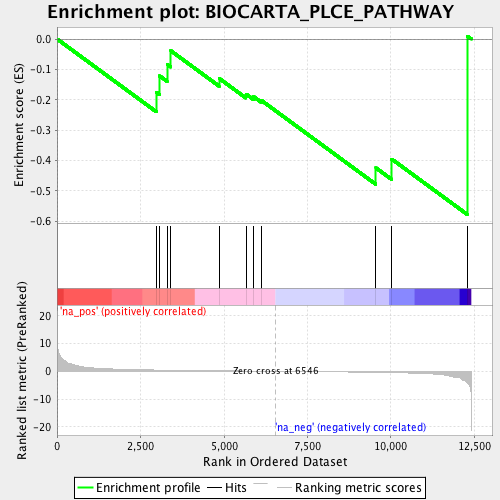 Enrichment plot: BIOCARTA_PLCE_PATHWAY
Enrichment score (ES)
0.0
-0.1
-0.2
-0.3
-0.4
-0.5
-0.6
'na_pos' (positively correlated)
Ranked list metric (PreRanked)
20
10
0
-10
-20
Zero cross at 6546
'na_neg' (negatively correlated)
0
2,500
5,000
7,500
10,000
12,500
Rank in Ordered Dataset
Enrichment profile
Hits
Ranking metric scores